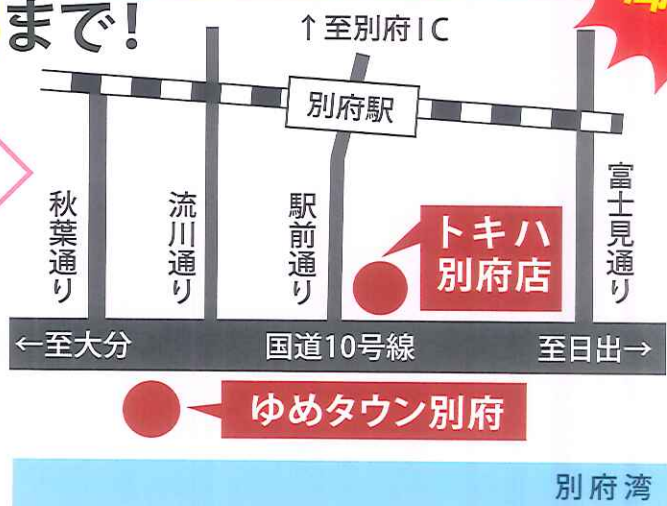 まで!
↑至別府IC
別府駅
秋葉通り
流川通り
駅前通り
富士見通り
トキハ
別府店
←至大分
国道10号線
至日出→
ゆめタウン別府
別府湾